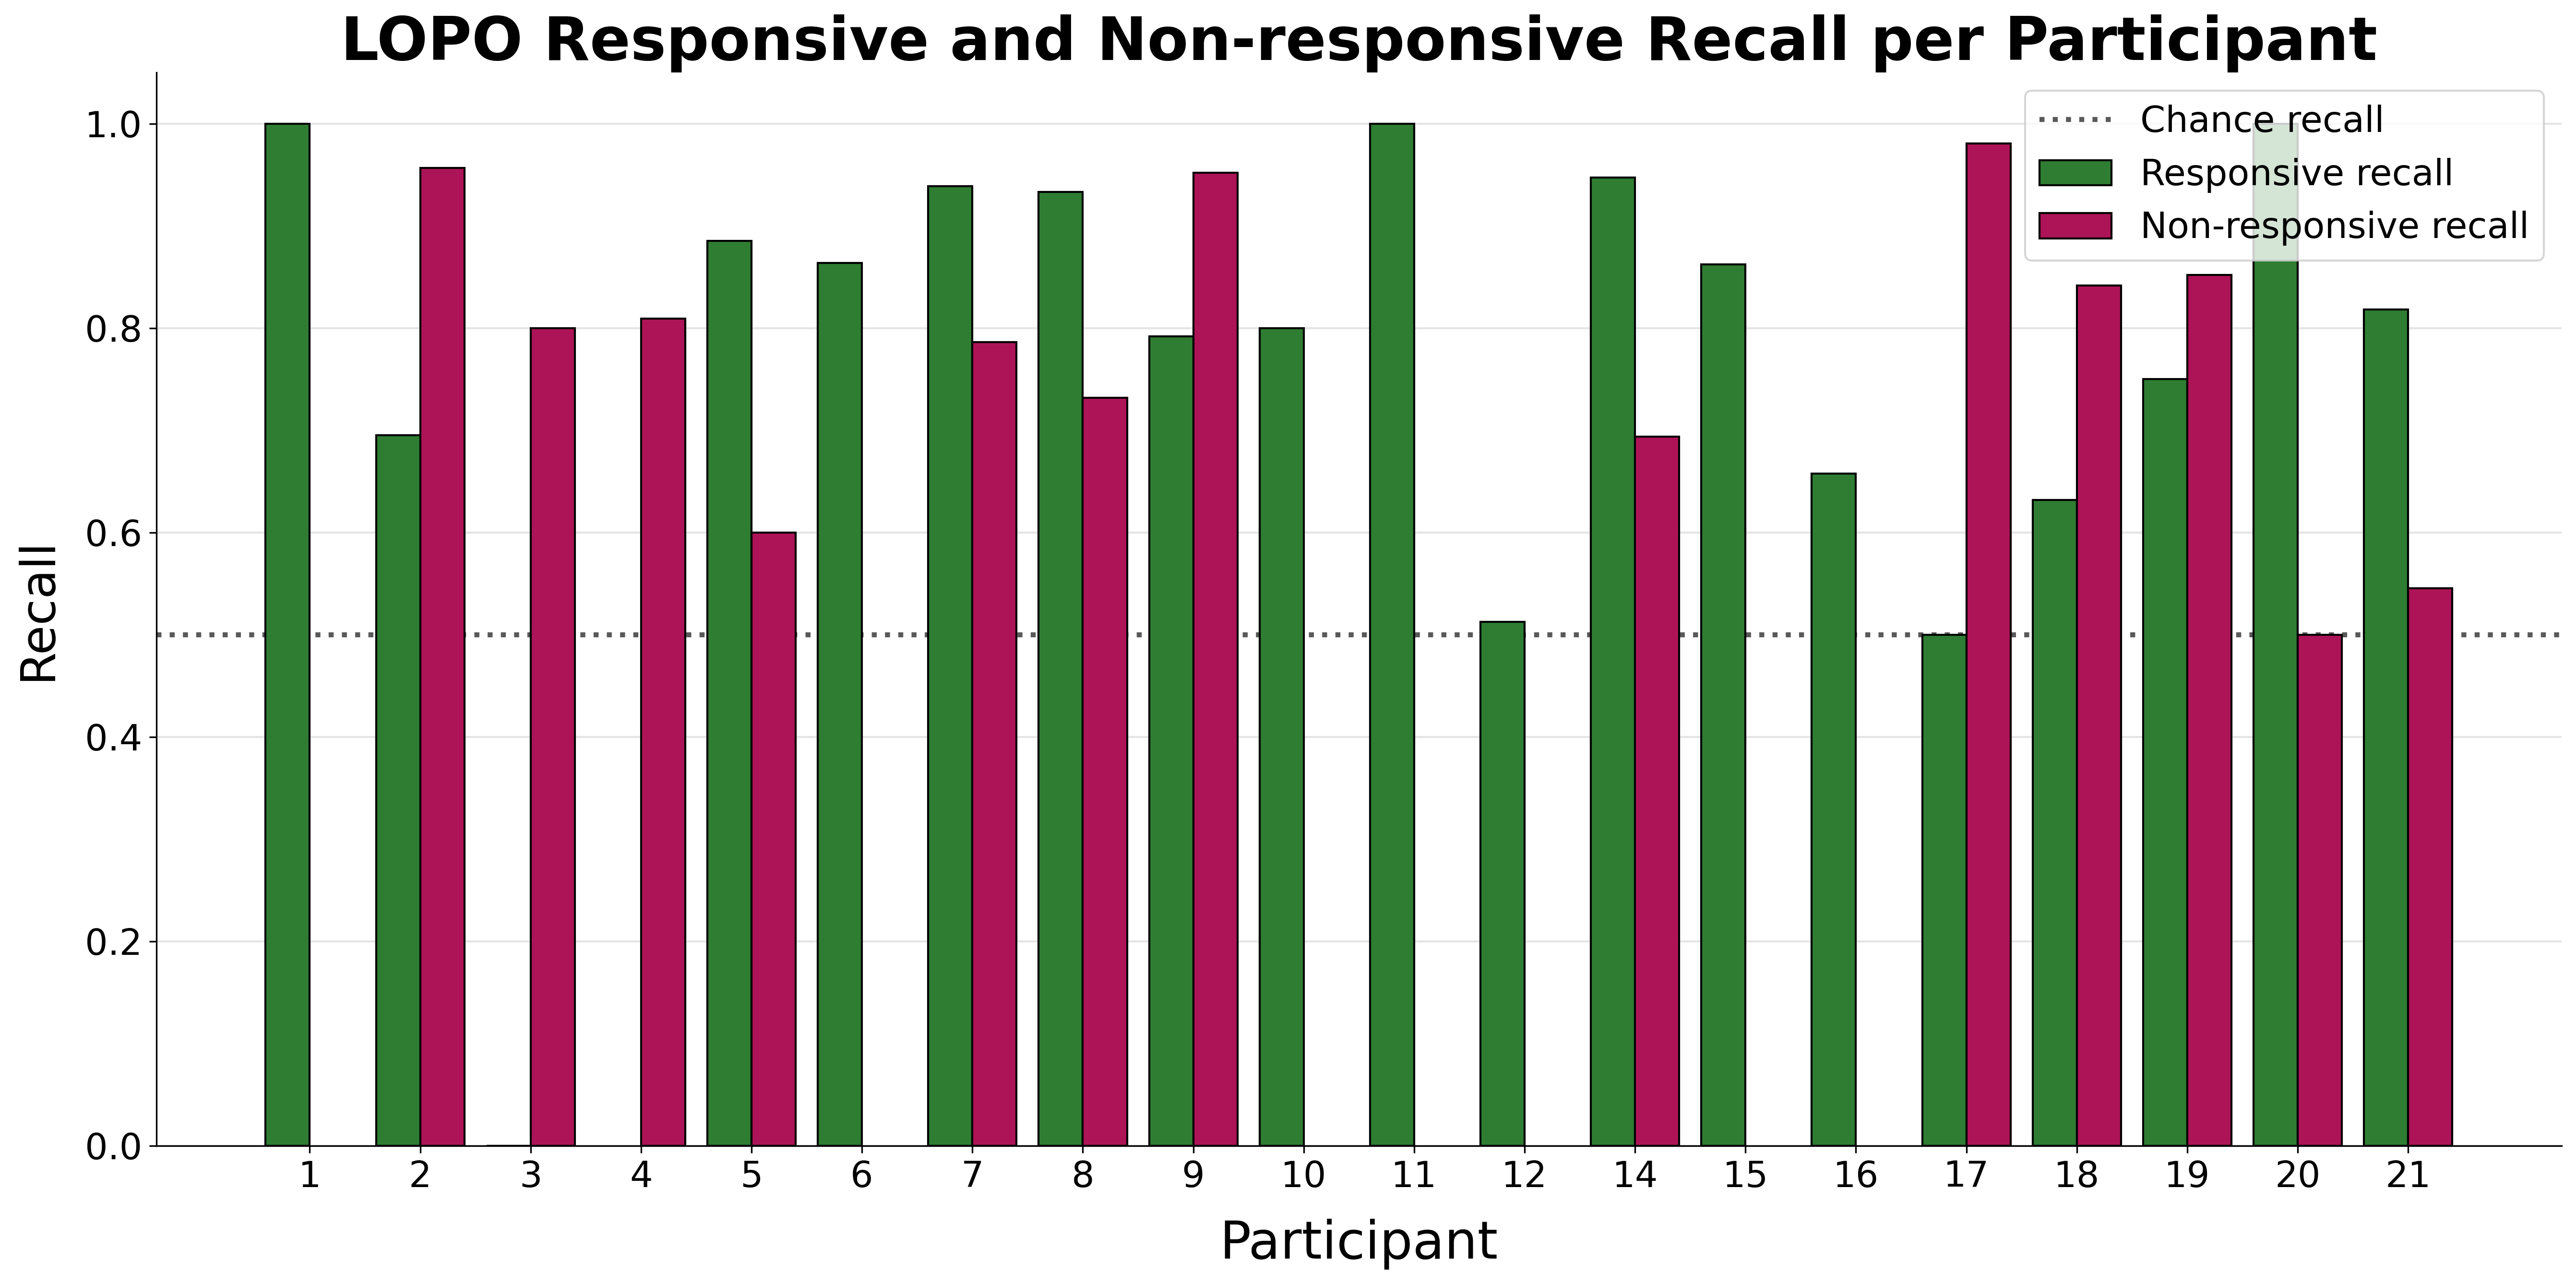 LOPO Responsive and Non-responsive Recall per Participant
Chance recall
Responsive recall
Non-responsive recall
Recall
1.0
0.8
0.6
0.4
0.2
0.0
1 2 3 4 5 6 7 8 9 10 11 12 14 15 16 17 18 19 20 21
Participant